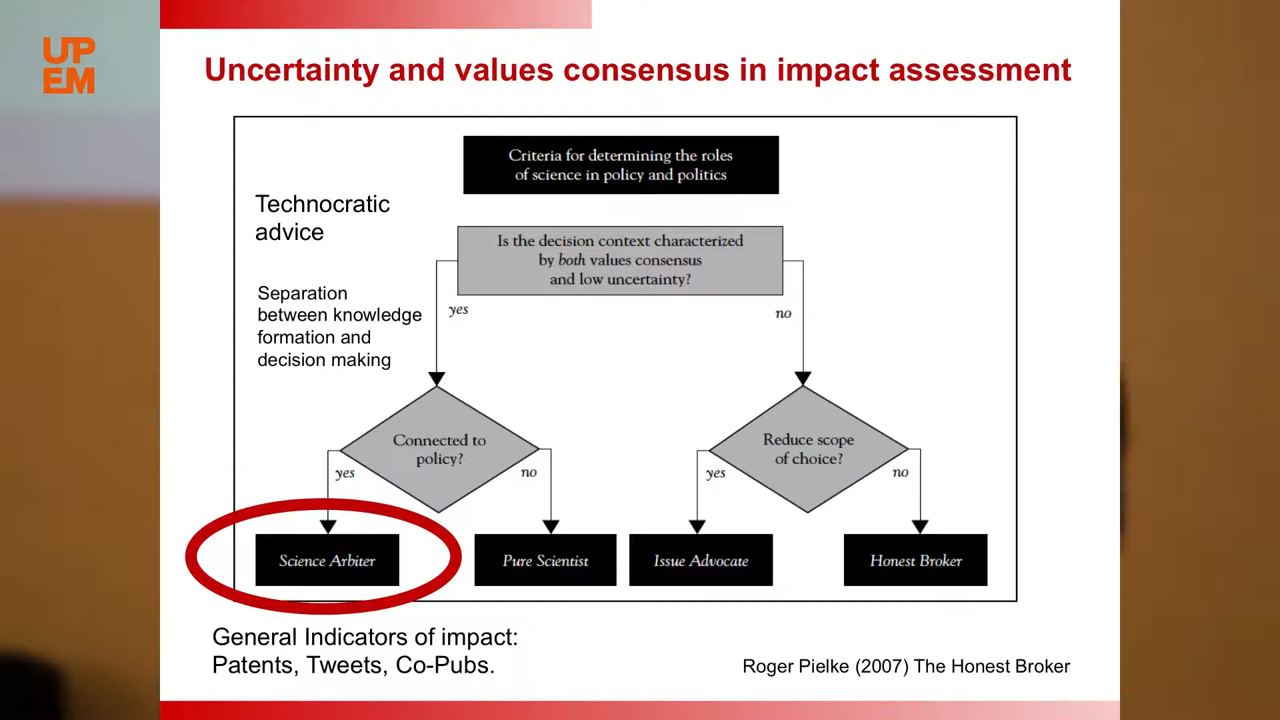 UP
EM
Uncertainty and values consensus in impact assessment
Criteria for determining the roles
of science in policy and politics
Technocratic
advice
Is the decision context characterized
by both values consensus
and low uncertainty?
Separation
between knowledge
formation and
decision making
yes
no
Connected to
policy?
Reduce scope
of choice?
yes
no
yes
no
Science Arbiter
Pure Scientist
Issue Advocate
Honest Broker
General Indicators of impact:
Patents, Tweets, Co-Pubs.
Roger Pielke (2007) The Honest Broker